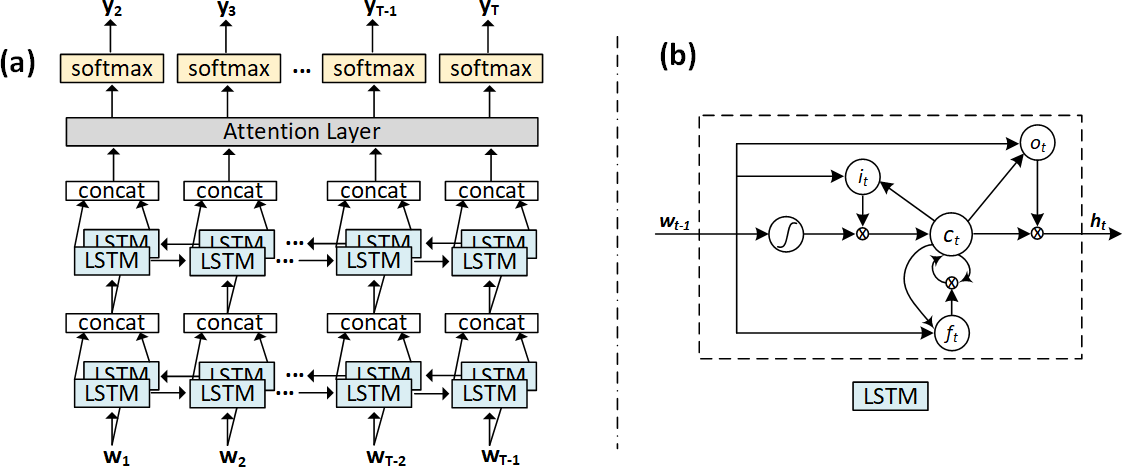 (a)
y2 y3 yT-1 yT
softmax softmax ... softmax softmax
Attention Layer
concat concat concat concat
LSTM LSTM ... LSTM LSTM
LSTM LSTM ... LSTM LSTM
concat concat concat concat
LSTM LSTM ... LSTM LSTM
LSTM LSTM ... LSTM LSTM
w1 w2 wT-2 wT-1
(b)
ot
it
wt-1 ct ht
ft
LSTM